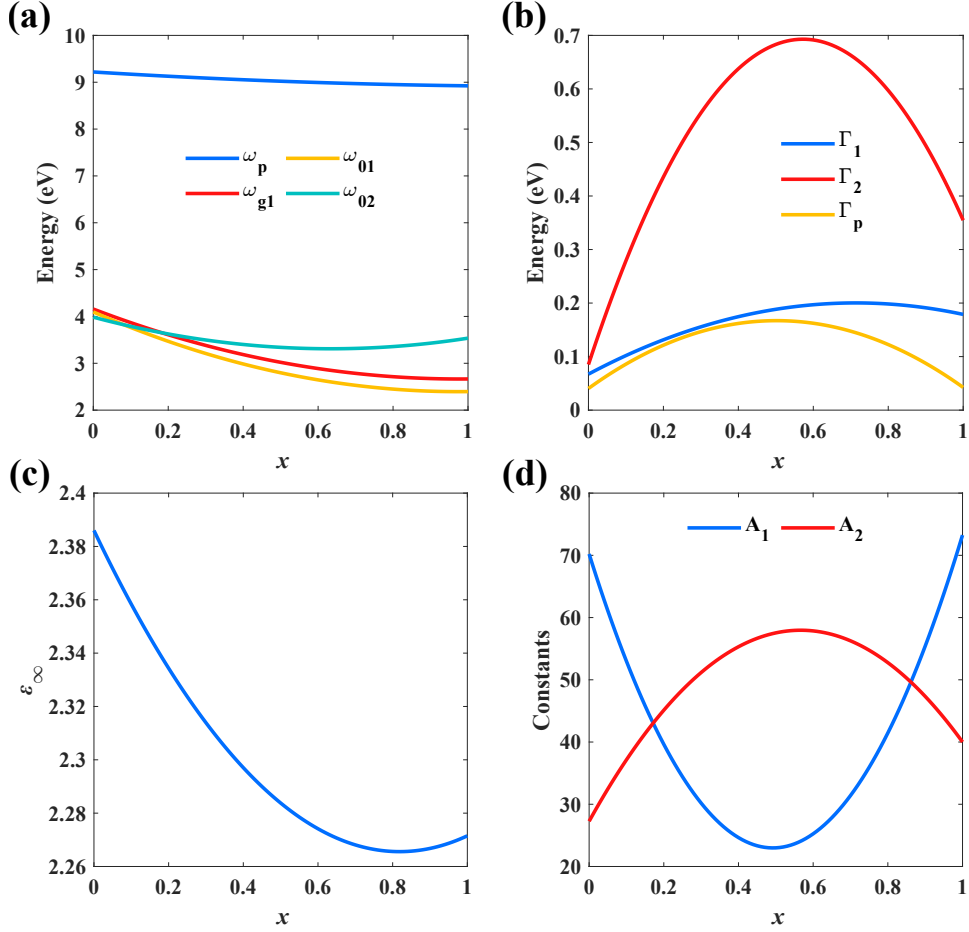 (a)
10
9
8
7
6
5
4
3
2
Energy (eV)
ω_p
ω_01
ω_g1
ω_02
0 0.2 0.4 0.6 0.8 1
x
(b)
0.7
0.6
0.5
0.4
0.3
0.2
0.1
0
Energy (eV)
Γ_1
Γ_2
Γ_p
0 0.2 0.4 0.6 0.8 1
x
(c)
2.4
2.38
2.36
2.34
2.32
2.3
2.28
2.26
ε_∞
0 0.2 0.4 0.6 0.8 1
x
(d)
80
70
60
50
40
30
20
Constants
A_1
A_2
0 0.2 0.4 0.6 0.8 1
x